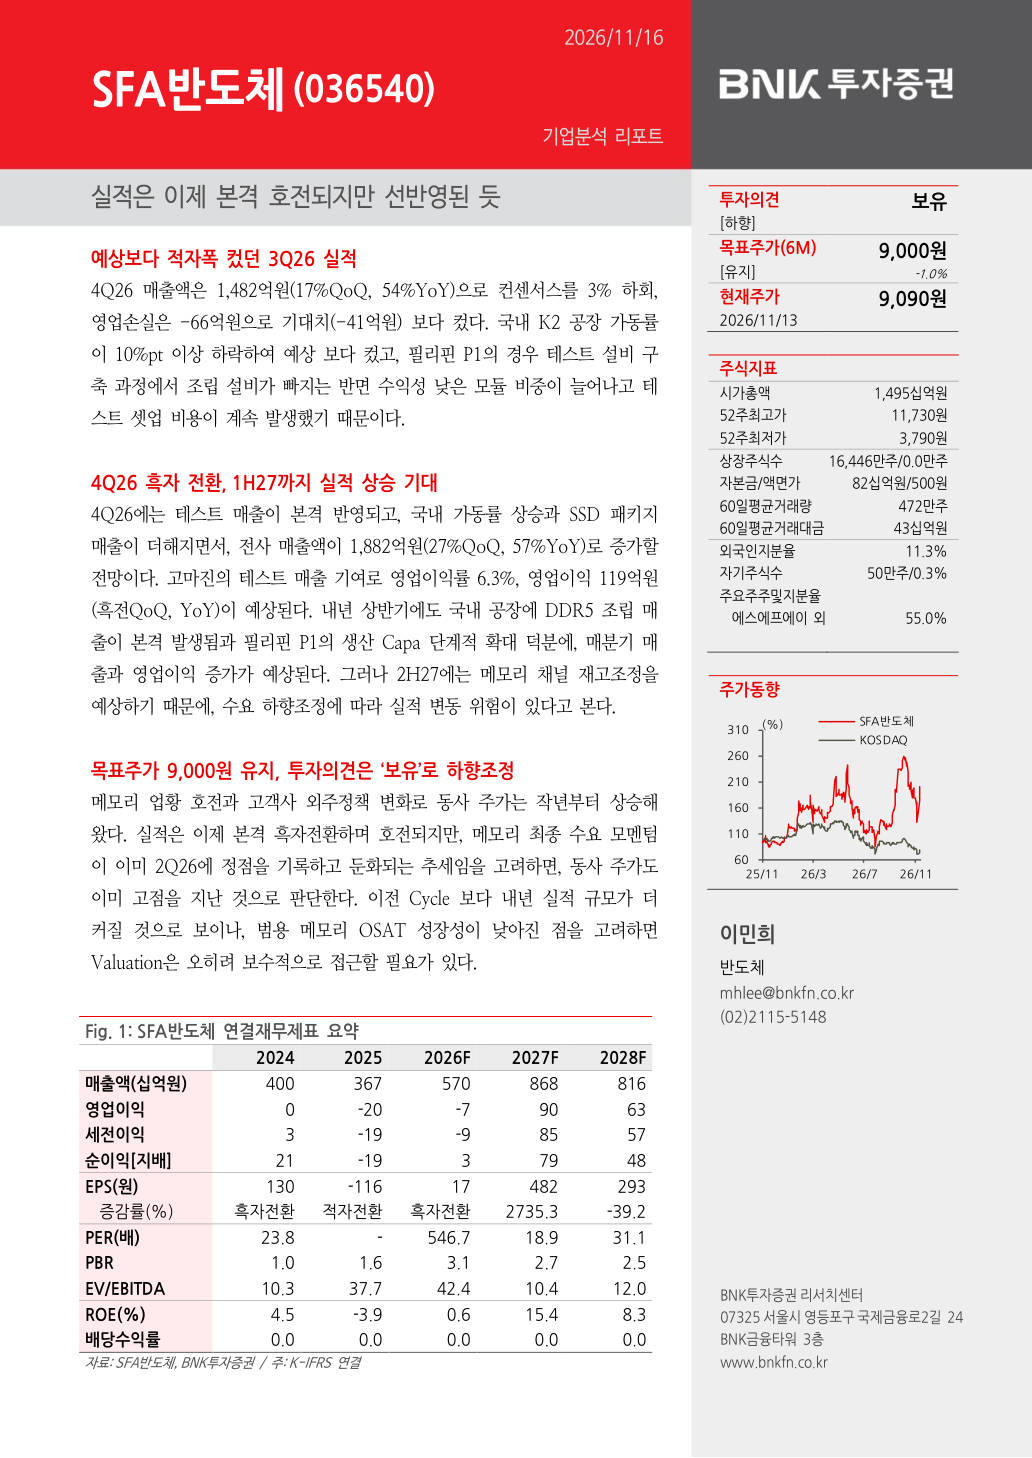 2026/11/16
SFA반도체 (036540)
기업분석 리포트
BNK 투자증권
실적은 이제 본격 호전되지만 선반영된 듯
예상보다 적자폭 컸던 3Q26 실적
4Q26 매출액은 1,482억원(17%QoQ, 54%YoY)으로 컨센서스를 3% 하회,
영업손실은 -66억원으로 기대치(-41억원) 보다 컸다. 국내 K2 공장 가동률
이 10%pt 이상 하락하여 예상 보다 컸고, 필리핀 P1의 경우 테스트 설비 구
축 과정에서 조립 설비가 빠지는 반면 수익성 낮은 모듈 비중이 늘어나고 테
스트 셋업 비용이 계속 발생했기 때문이다.
4Q26 흑자 전환, 1H27까지 실적 상승 기대
4Q26에는 테스트 매출이 본격 반영되고, 국내 가동률 상승과 SSD 패키지
매출이 더해지면서, 전사 매출액이 1,882억원(27%QoQ, 57%YoY)로 증가할
전망이다. 고마진의 테스트 매출 기여로 영업이익률 6.3%, 영업이익 119억원
(흑전QoQ, YoY)이 예상된다. 내년 상반기에도 국내 공장에 DDR5 조립 매
출이 본격 발생됨과 필리핀 P1의 생산 Capa 단계적 확대 덕분에, 매분기 매
출과 영업이익 증가가 예상된다. 그러나 2H27에는 메모리 채널 재고조정을
예상하기 때문에, 수요 하향조정에 따라 실적 변동 위험이 있다고 본다.
목표주가 9,000원 유지, 투자의견은 ‘보유’로 하향조정
메모리 업황 호전과 고객사 외주정책 변화로 동사 주가는 작년부터 상승해
왔다. 실적은 이제 본격 흑자전환하며 호전되지만, 메모리 최종 수요 모멘텀
이 이미 2Q26에 정점을 기록하고 둔화되는 추세임을 고려하면, 동사 주가도
이미 고점을 지난 것으로 판단한다. 이전 Cycle 보다 내년 실적 규모가 더
커질 것으로 보이나, 범용 메모리 OSAT 성장성이 낮아진 점을 고려하면
Valuation은 오히려 보수적으로 접근할 필요가 있다.
Fig. 1: SFA반도체 연결재무제표 요약
2024 2025 2026F 2027F 2028F
매출액(십억원) 400 367 570 868 816
영업이익 0 -20 -7 90 63
세전이익 3 -19 -9 85 57
순이익[지배] 21 -19 3 79 48
EPS(원) 130 -116 17 482 293
증감률(%) 흑자전환 적자전환 흑자전환 2735.3 -39.2
PER(배) 23.8 - 546.7 18.9 31.1
PBR 1.0 1.6 3.1 2.7 2.5
EV/EBITDA 10.3 37.7 42.4 10.4 12.0
ROE(%) 4.5 -3.9 0.6 15.4 8.3
배당수익률 0.0 0.0 0.0 0.0 0.0
자료: SFA반도체, BNK투자증권 / 주: K-IFRS 연결
투자의견 보유
[하향]
목표주가(6M) 9,000원
[유지] -1.0%
현재주가 9,090원
2026/11/13
주식지표
시가총액 1,495십억원
52주최고가 11,730원
52주최저가 3,790원
상장주식수 16,446만주/0.0만주
자본금/액면가 82십억원/500원
60일평균거래량 472만주
60일평균거래대금 43십억원
외국인지분율 11.3%
자기주식수 50만주/0.3%
주요주주및지분율
에스에프에이 외 55.0%
주가동향
(%)
SFA반도체
KOSDAQ
310
260
210
160
110
60
25/11 26/3 26/7 26/11
이민희
반도체
mhlee@bnkfn.co.kr
(02)2115-5148
BNK투자증권 리서치센터
07325 서울시 영등포구 국제금융로2길 24
BNK금융타워 3층
www.bnkfn.co.kr